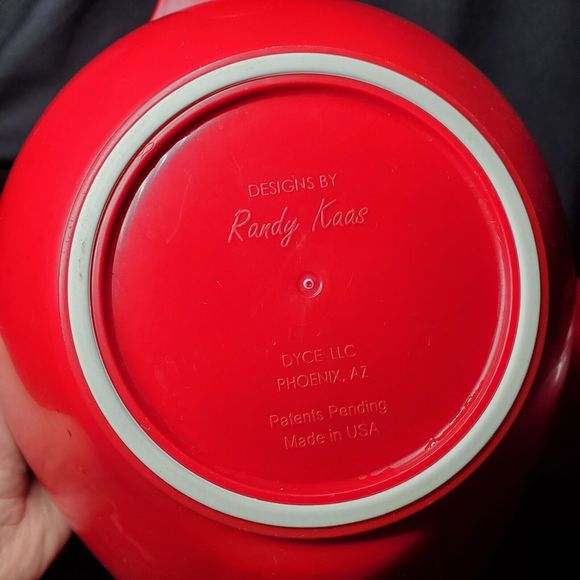 DESIGNS BY
Randy Kaas
DYCE LLC
PHOENIX, AZ
Patents Pending
Made in USA